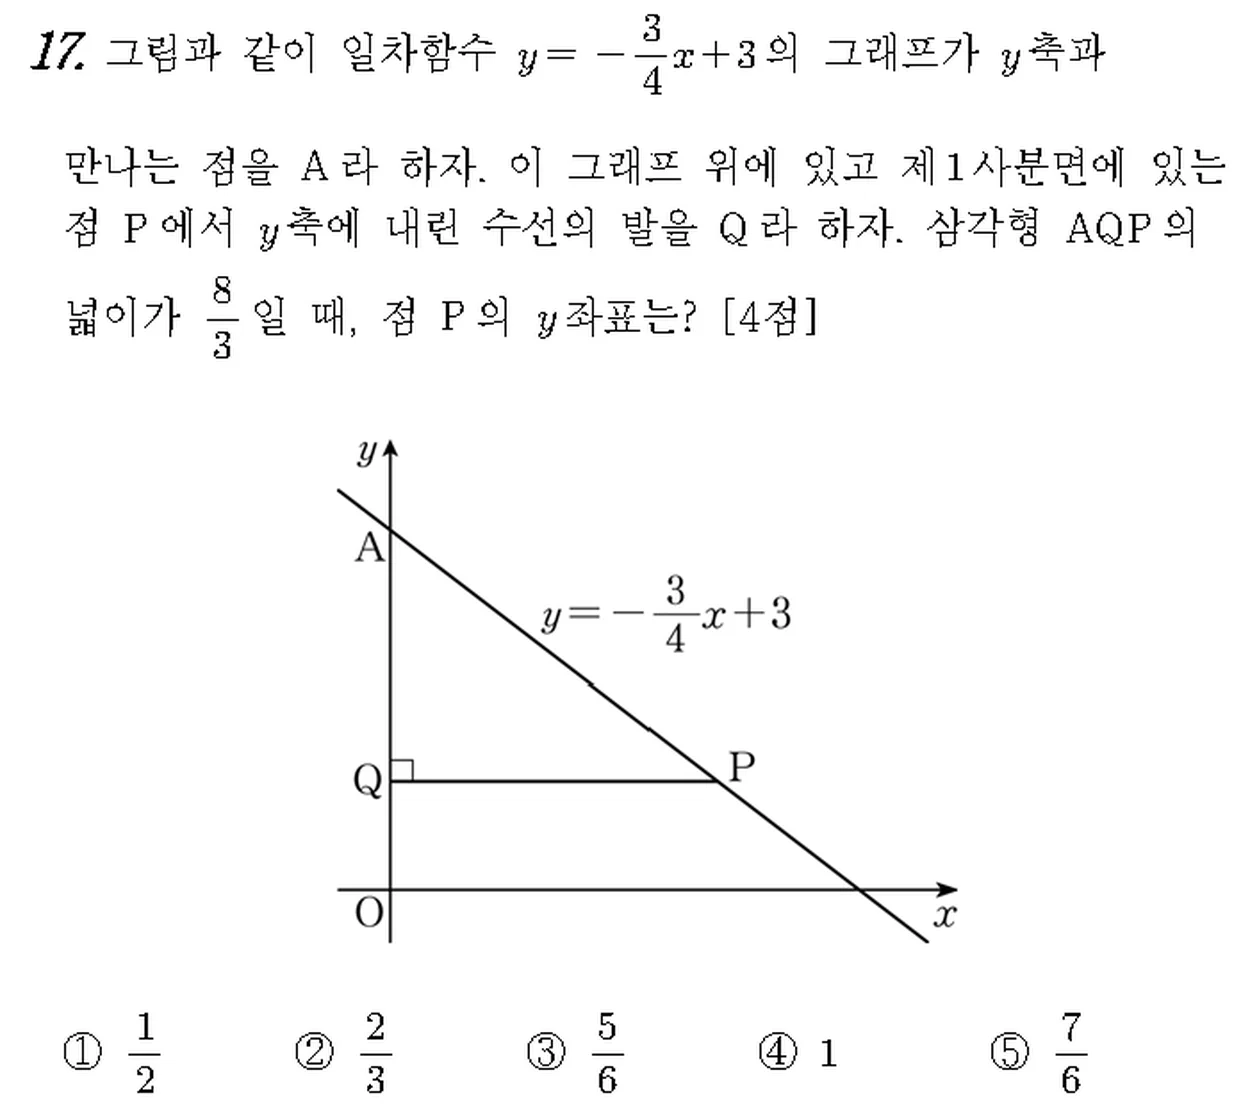 17. 그림과 같이 일차함수 y = −3/4x + 3의 그래프가 y축과
만나는 점을 A라 하자. 이 그래프 위에 있고 제1사분면에 있는
점 P에서 y축에 내린 수선의 발을 Q라 하자. 삼각형 AQP의
넓이가 8/3일 때, 점 P의 y좌표는? [4점]
y
A
y = −3/4x + 3
P
Q
O
x
① 1/2 ② 2/3 ③ 5/6 ④ 1 ⑤ 7/6